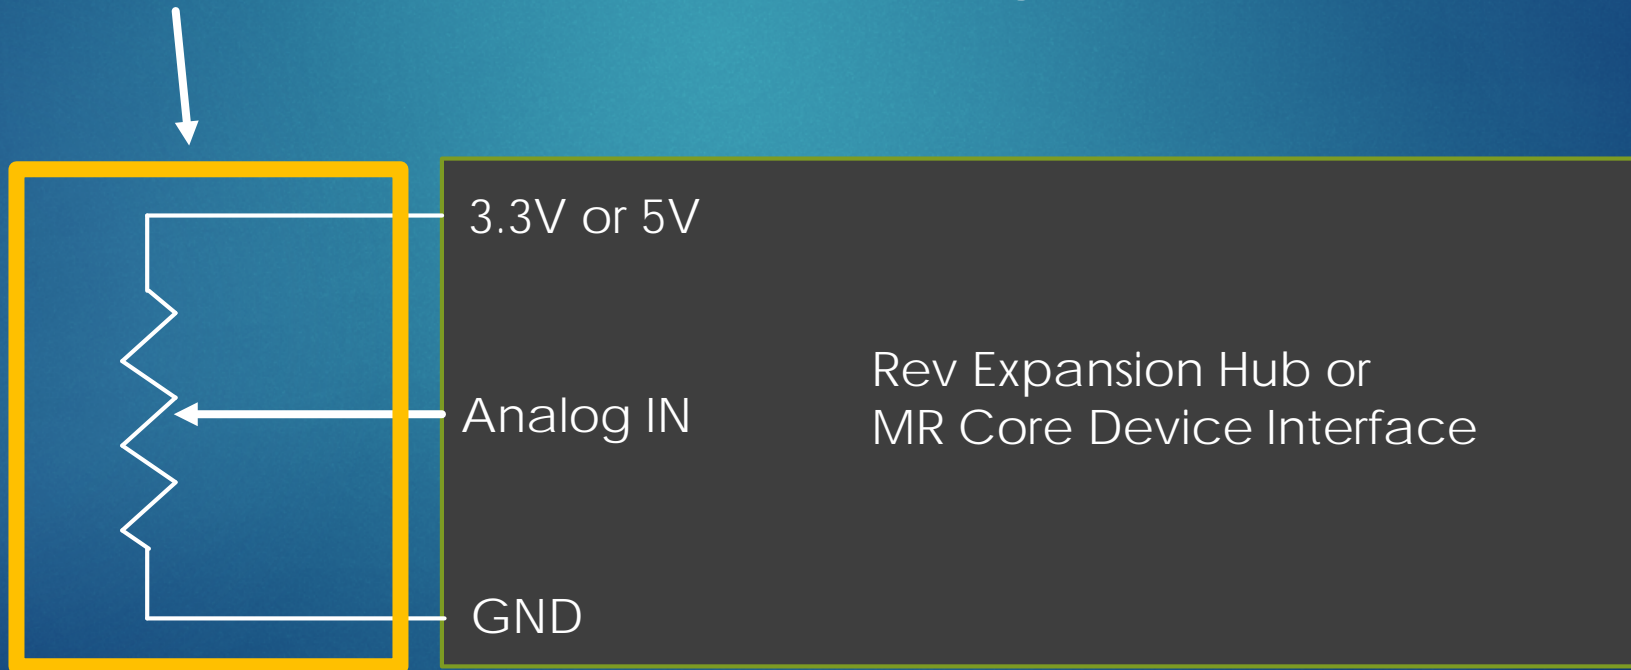 3.3V or 5V
Rev Expansion Hub or
Analog IN
MR Core Device Interface
GND